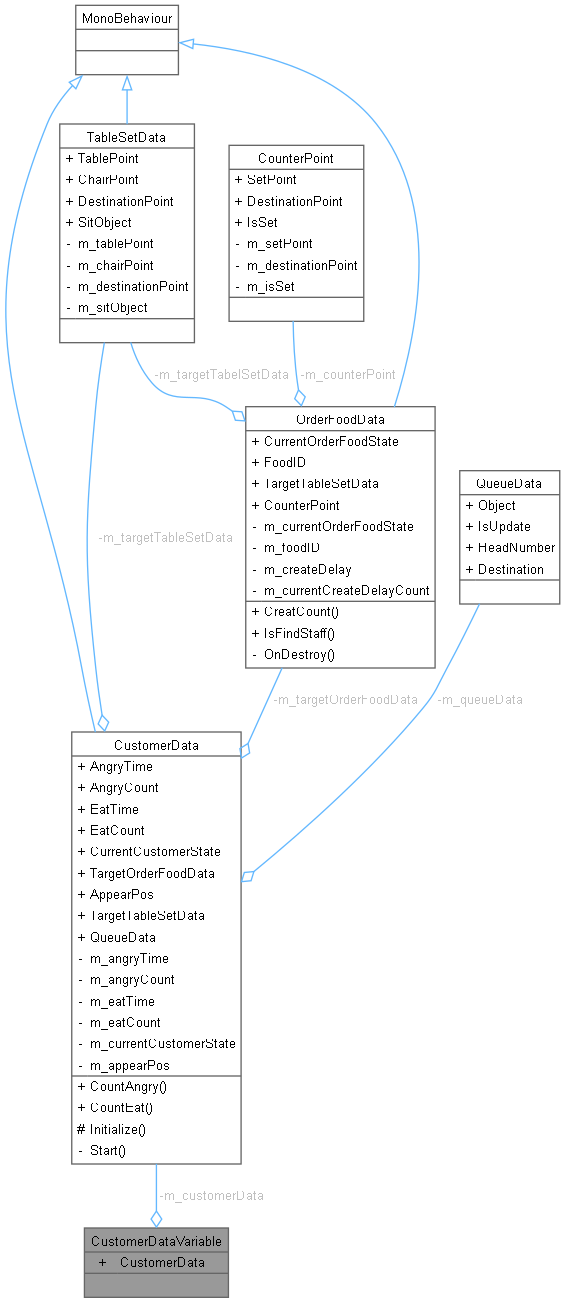 MonoBehaviour
TableSetData
+ TablePoint
+ ChairPoint
+ DestinationPoint
+ SitObject
- m_tablePoint
- m_chairPoint
- m_destinationPoint
- m_sitObject
CounterPoint
+ SetPoint
+ DestinationPoint
+ IsSet
- m_setPoint
- m_destinationPoint
- m_isSet
-m_targetTabelSetData
-m_counterPoint
OrderFoodData
+ CurrentOrderFoodState
+ FoodID
+ TargetTableSetData
+ CounterPoint
- m_currentOrderFoodState
- m_foodID
- m_createDelay
- m_currentCreateDelayCount
+ CreatCount()
+ IsFindStaff()
- OnDestroy()
QueueData
+ Object
+ IsUpdate
+ HeadNumber
+ Destination
-m_targetTableSetData
-m_targetOrderFoodData
-m_queueData
CustomerData
+ AngryTime
+ AngryCount
+ EatTime
+ EatCount
+ CurrentCustomerState
+ TargetOrderFoodData
+ AppearPos
+ TargetTableSetData
+ QueueData
- m_angryTime
- m_angryCount
- m_eatTime
- m_eatCount
- m_currentCustomerState
- m_appearPos
+ CountAngry()
+ CountEat()
# Initialize()
- Start()
-m_customerData
CustomerDataVariable
+ CustomerData